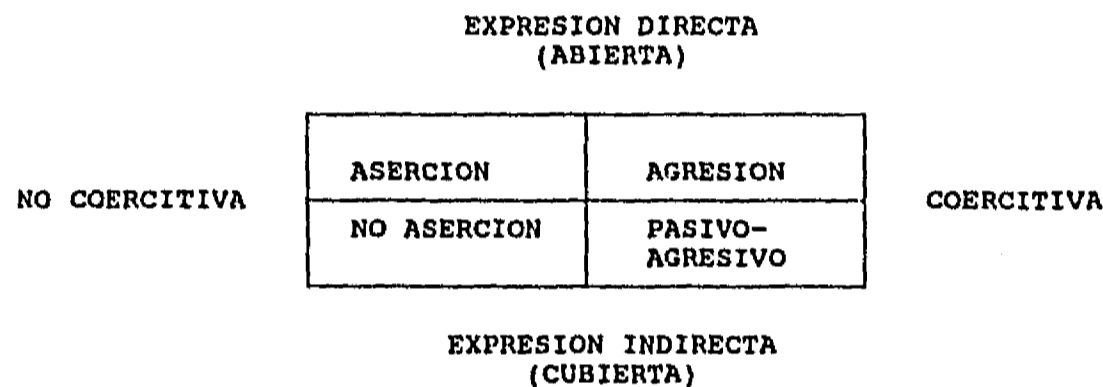 EXPRESION DIRECTA
(ABIERTA)
ASERCION AGRESION
NO COERCITIVA COERCITIVA
NO ASERCION PASIVO-
AGRESIVO
EXPRESION INDIRECTA
(CUBIERTA)